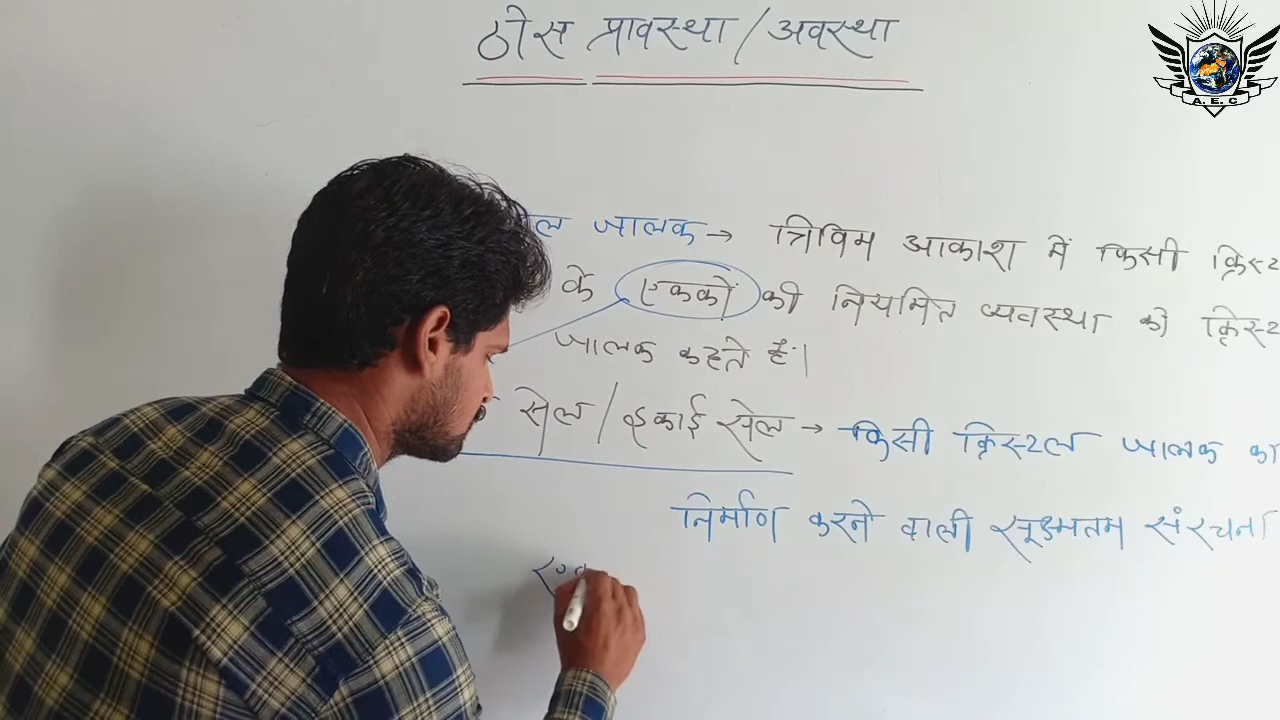 ठोस प्रावस्था / अवस्था
A. E. C
जालक → त्रिविम आकाश में किसी
के एककों की नियमित व्यवस्था को
जालक कहते हैं।
सेल / इकाई सेल → किसी क्रिस्टल जालक का
निर्माण करने वाली सूक्ष्मतम संरचना